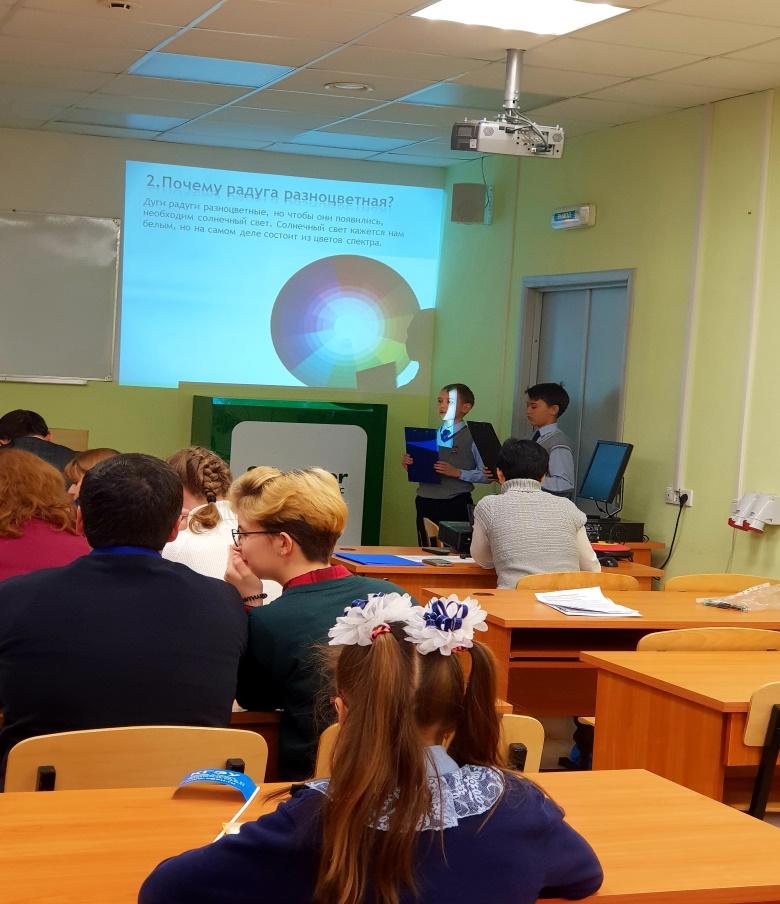 2.Почему радуга разноцветная?
Дуги радуги разноцветные, но чтобы они появились,
необходим солнечный свет. Солнечный свет кажется нам
белым, но на самом деле состоит из цветов спектра.